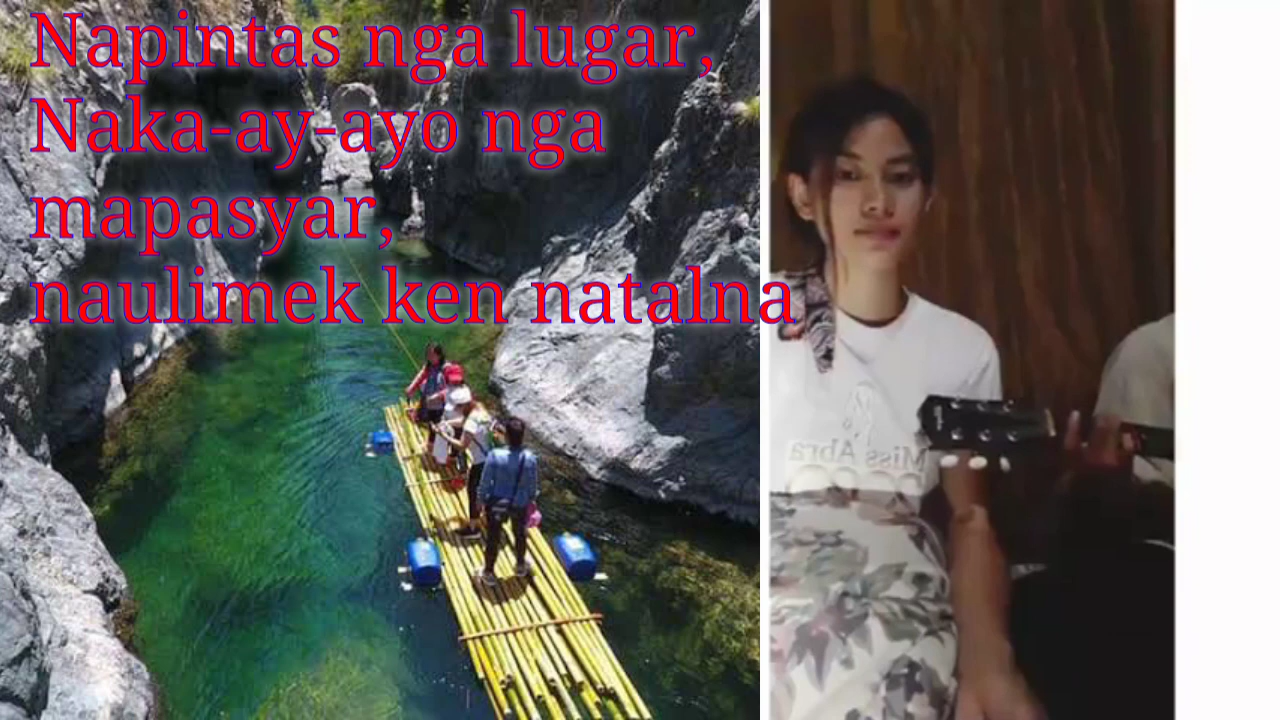 Napintas nga lugar,
Naka-ay-ayo nga
mapasyar,
naulimek ken natalna
Miss Abra